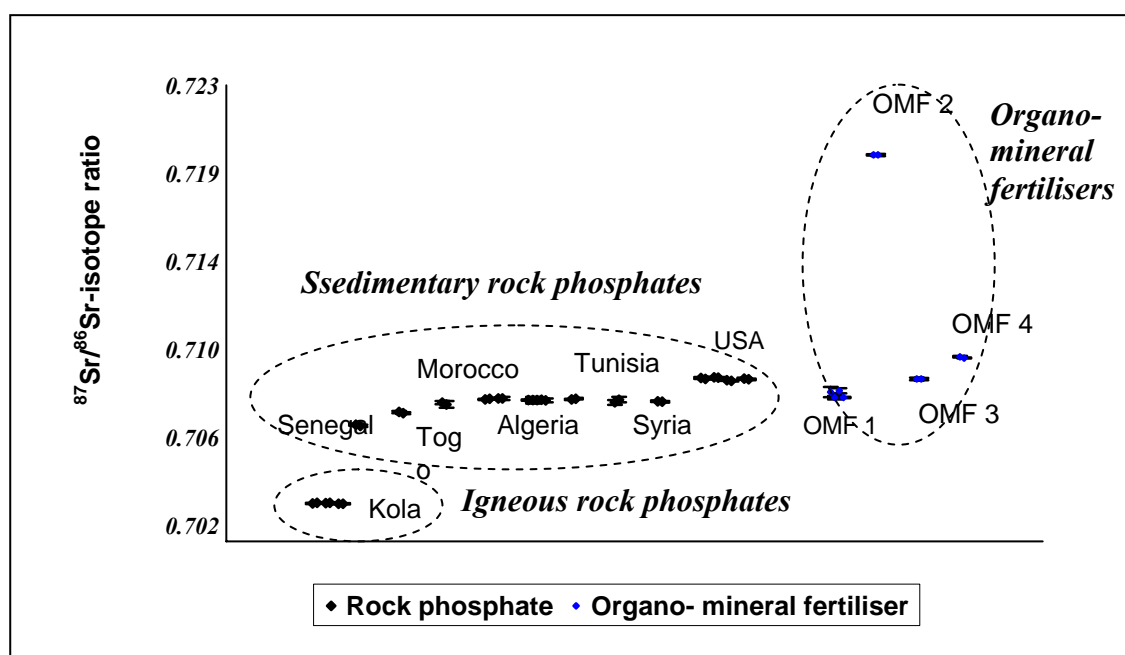 0.723
0.719
0.714
0.710
0.706
0.702
87Sr/86Sr-isotope ratio
OMF 2
Organo-
mineral
fertilisers
Ssedimentary rock phosphates
OMF 4
USA
Morocco
Tunisia
Senegal
Tog
o
Algeria
Syria
OMF 1
OMF 3
Kola
Igneous rock phosphates
Rock phosphate
Organo- mineral fertiliser